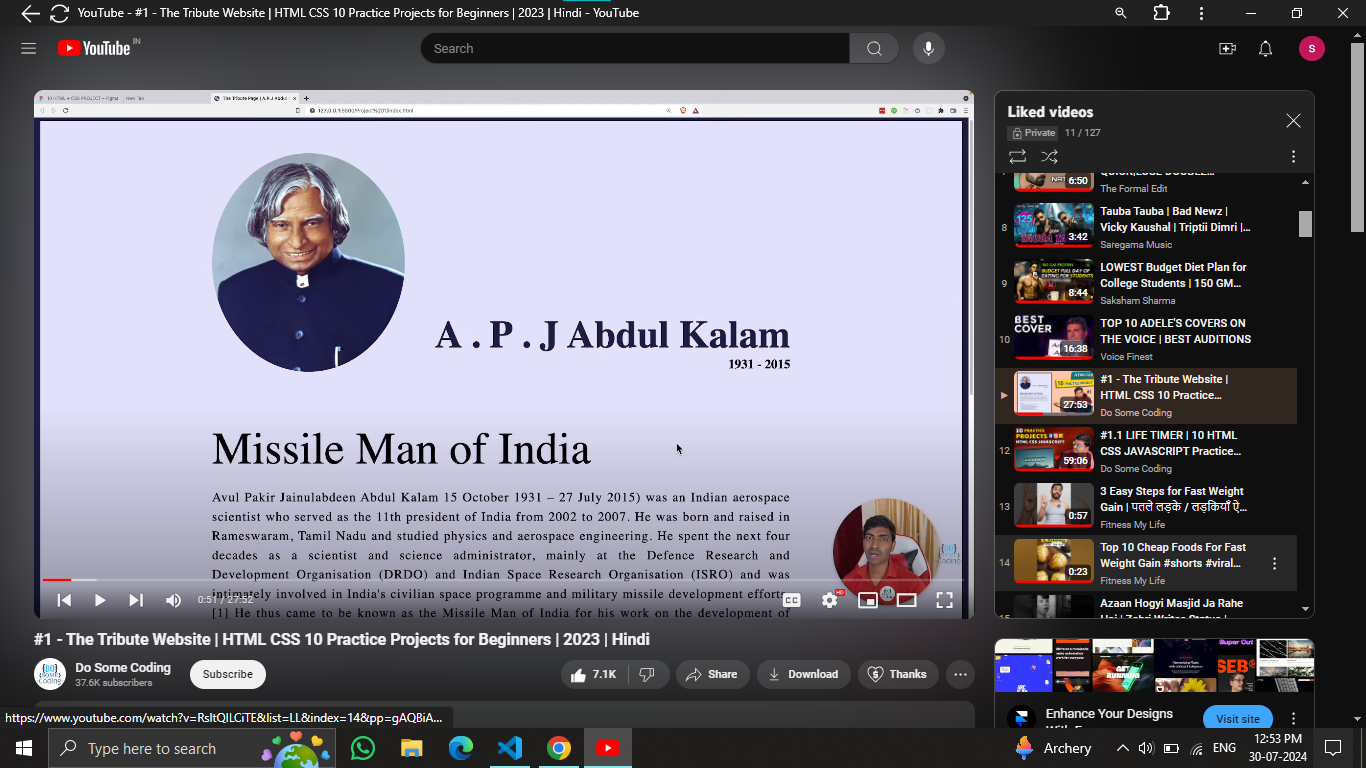 YouTube - #1 - The Tribute Website | HTML CSS 10 Practice Projects for Beginners | 2023 | Hindi - YouTube
YouTube IN
Search
S
The Tribute Page | A.P.J Abdul
127.0.0.1:5500/Project%201/index.html
A . P . J Abdul Kalam
1931 - 2015
Missile Man of India
Avul Pakir Jainulabdeen Abdul Kalam 15 October 1931 – 27 July 2015) was an Indian aerospace
scientist who served as the 11th president of India from 2002 to 2007. He was born and raised in
Rameswaram, Tamil Nadu and studied physics and aerospace engineering. He spent the next four
decades as a scientist and science administrator, mainly at the Defence Research and
Development Organisation (DRDO) and Indian Space Research Organisation (ISRO) and was
intimately involved in India's civilian space programme and military missile development efforts.
[1] He thus came to be known as the Missile Man of India for his work on the development of
0:51 / 27:52
CC
HD
#1 - The Tribute Website | HTML CSS 10 Practice Projects for Beginners | 2023 | Hindi
{DO}
SOME
Coding
Do Some Coding
37.6K subscribers
Subscribe
7.1K
Share
Download
Thanks
Liked videos
Private
11 / 127
6:50
The Formal Edit
8
3:42
Tauba Tauba | Bad Newz |
Vicky Kaushal | Triptii Dimri |...
Saregama Music
9
8:44
LOWEST Budget Diet Plan for
College Students | 150 GM...
Saksham Sharma
10
BEST
COVER
16:38
TOP 10 ADELE'S COVERS ON
THE VOICE | BEST AUDITIONS
Voice Finest
27:53
#1 - The Tribute Website |
HTML CSS 10 Practice...
Do Some Coding
12
59:06
#1.1 LIFE TIMER | 10 HTML
CSS JAVASCRIPT Practice...
Do Some Coding
13
0:57
3 Easy Steps for Fast Weight
Gain | पतले लड़के / लड़कियाँ ऐ...
Fitness My Life
14
0:23
Top 10 Cheap Foods For Fast
Weight Gain #shorts #viral...
Fitness My Life
Azaan Hogyi Masjid Ja Rahe
Enhance Your Designs
Visit site
https://www.youtube.com/watch?v=RsltQILCiTE&list=LL&index=14&pp=gAQBiA...
Type here to search
Archery
ENG
12:53 PM
30-07-2024